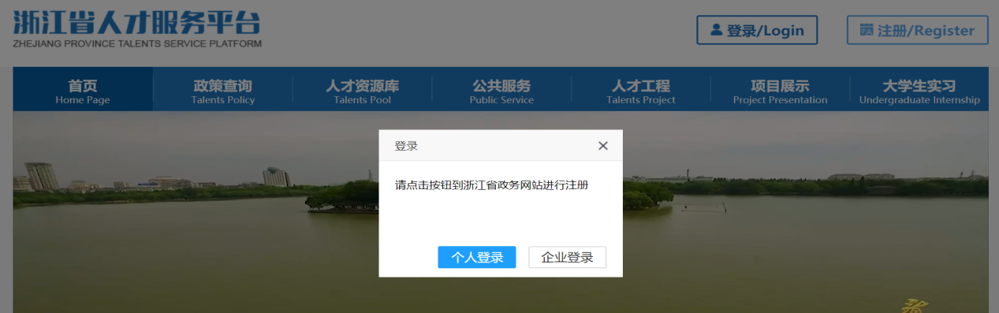 浙江省人才服务平台
ZHEJIANG PROVINCE TALENTS SERVICE PLATFORM
登录/Login
注册/Register
首页
Home Page
政策查询
Talents Policy
人才资源库
Talents Pool
公共服务
Public Service
人才工程
Talents Project
项目展示
Project Presentation
大学生实习
Undergraduate Internship
登录
请点击按钮到浙江省政务网站进行注册
个人登录
企业登录